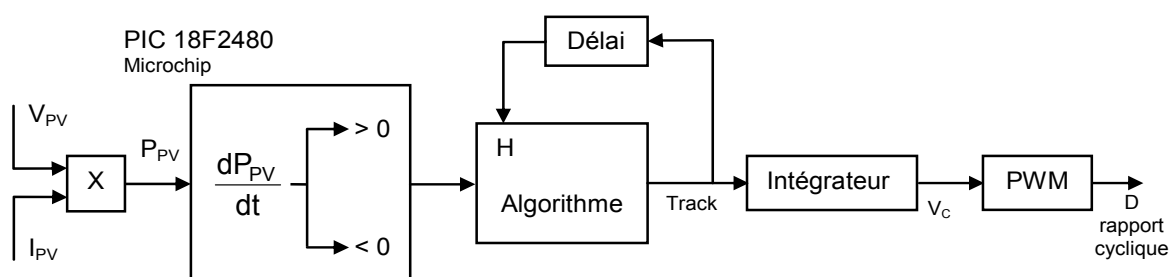 PIC 18F2480
Microchip
Délai
V_PV
P_PV
X
I_PV
dP_PV
dt
> 0
< 0
H
Algorithme
Track
Intégrateur
V_C
PWM
D
rapport
cyclique